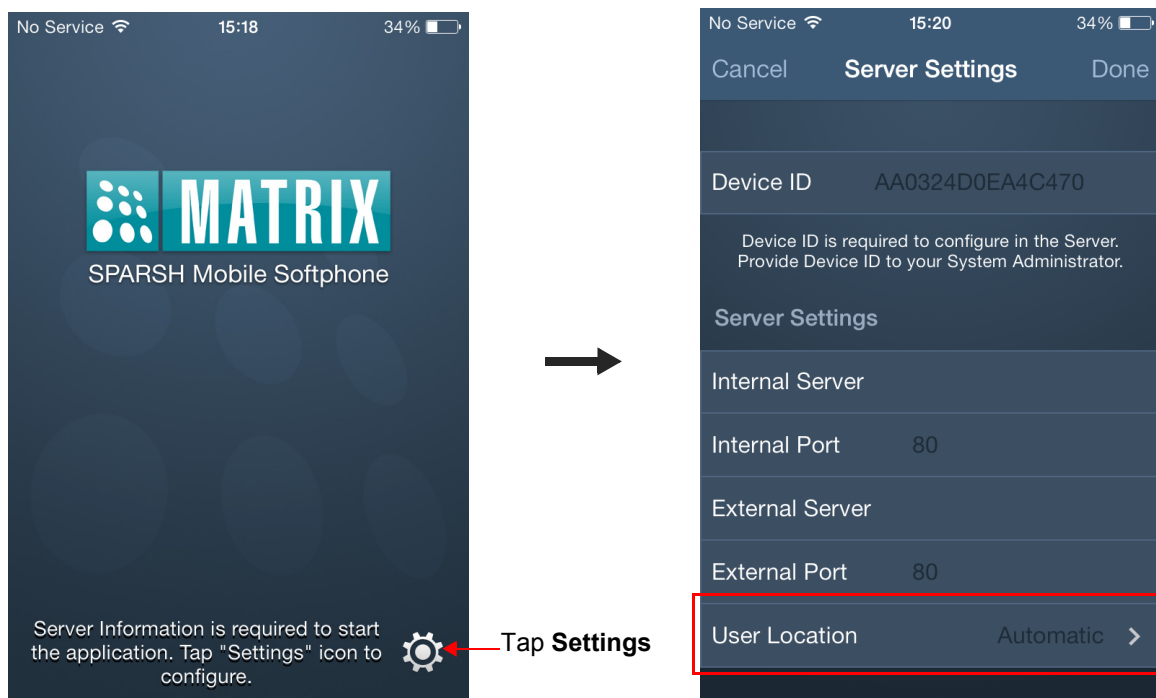 No Service 15:18 34%
MATRIX
SPARSH Mobile Softphone
Server Information is required to start
the application. Tap "Settings" icon to
configure.
Tap Settings
No Service 15:20 34%
Cancel Server Settings Done
Device ID AA0324D0EA4C470
Device ID is required to configure in the Server.
Provide Device ID to your System Administrator.
Server Settings
Internal Server
Internal Port 80
External Server
External Port 80
User Location Automatic